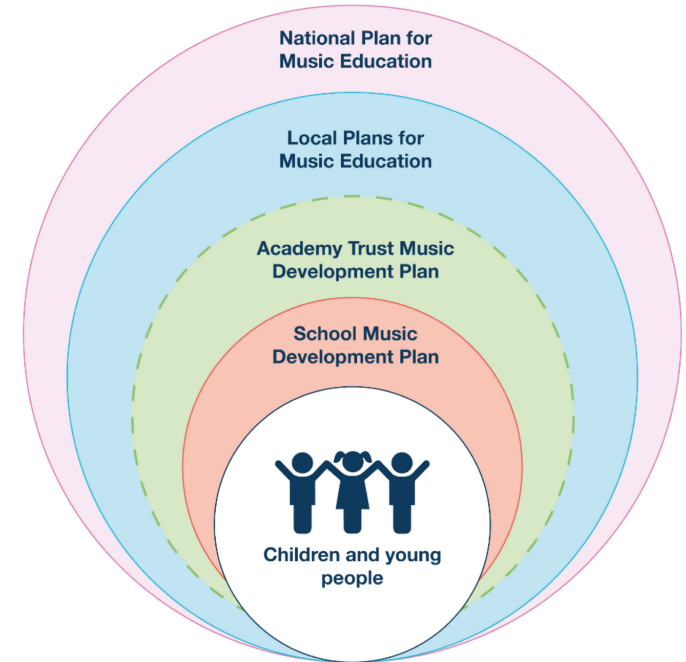 National Plan for
Music Education
Local Plans for
Music Education
Academy Trust Music
Development Plan
School Music
Development Plan
Children and young
people